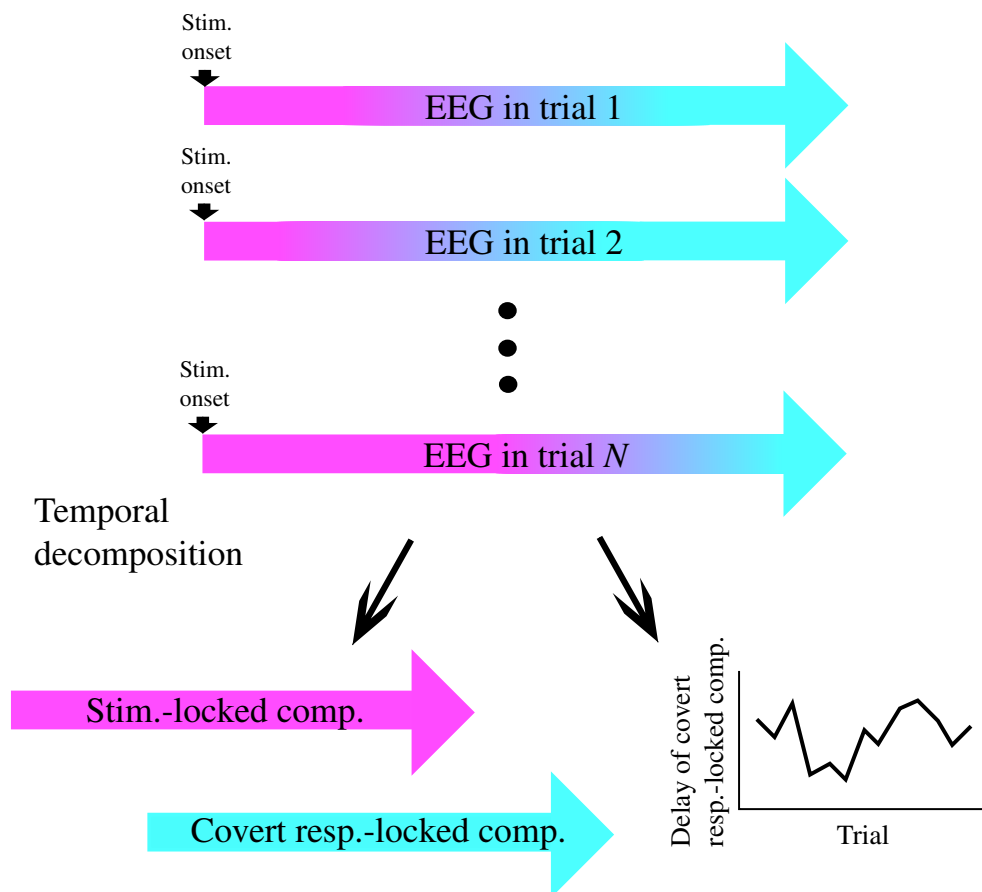 Stim.
onset
EEG in trial 1
Stim.
onset
EEG in trial 2
Stim.
onset
EEG in trial N
Temporal
decomposition
Stim.-locked comp.
Covert resp.-locked comp.
Delay of covert
resp.-locked comp.
Trial